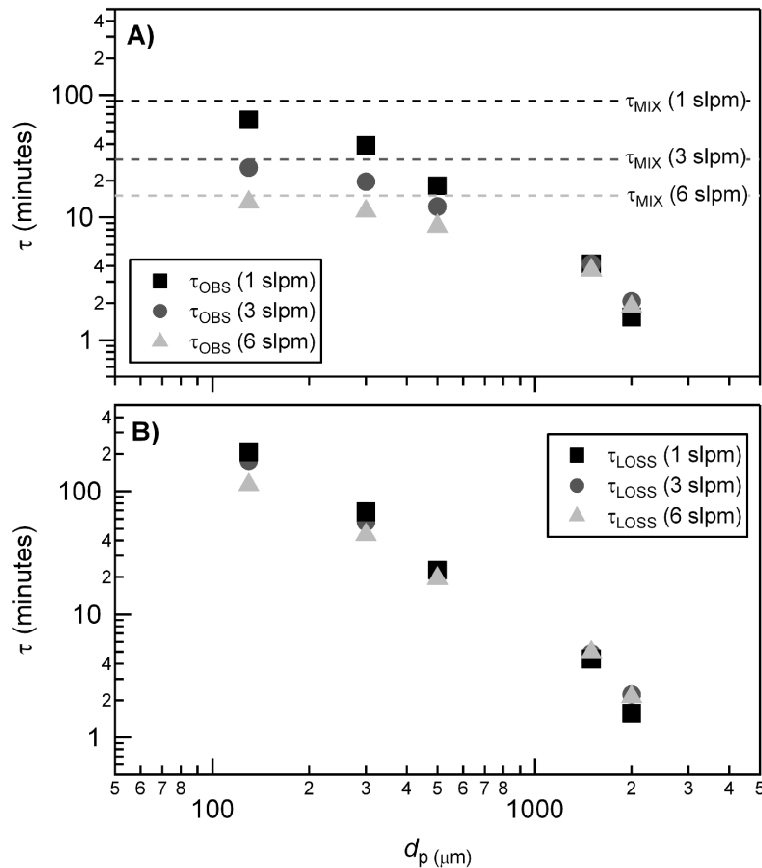 A)
4
2
100
4
2
10
4
2
1
τ (minutes)
τMIX (1 slpm)
τMIX (3 slpm)
τMIX (6 slpm)
τOBS (1 slpm)
τOBS (3 slpm)
τOBS (6 slpm)
B)
4
2
100
4
2
10
4
2
1
τ (minutes)
τLOSS (1 slpm)
τLOSS (3 slpm)
τLOSS (6 slpm)
5 6 7 8 2 3 4 5 6 7 8 2 3 4 5
100 1000
dp (μm)